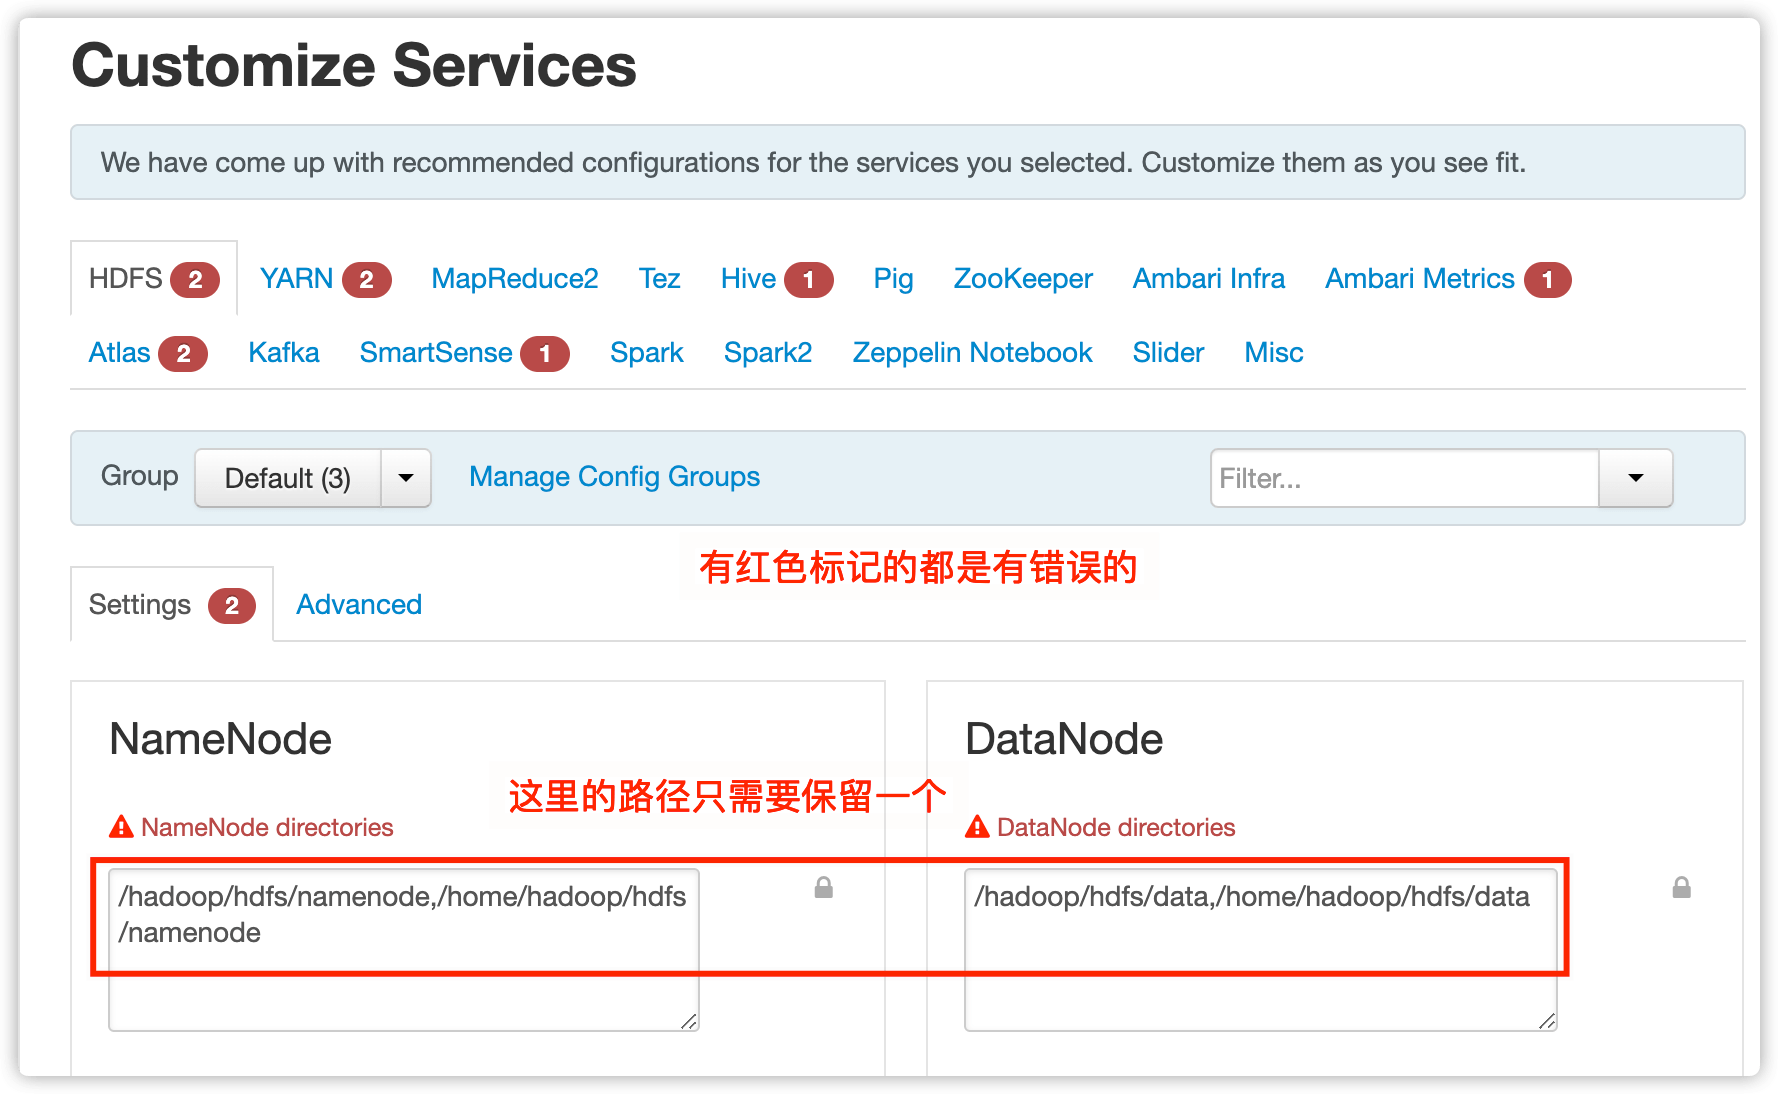 Customize Services
We have come up with recommended configurations for the services you selected. Customize them as you see fit.
HDFS 2 YARN 2 MapReduce2 Tez Hive 1 Pig ZooKeeper Ambari Infra Ambari Metrics 1
Atlas 2 Kafka SmartSense 1 Spark Spark2 Zeppelin Notebook Slider Misc
Group Default (3) Manage Config Groups Filter...
有红色标记的都是有错误的
Settings 2 Advanced
NameNode DataNode
这里的路径只需要保留一个
NameNode directories DataNode directories
/hadoop/hdfs/namenode,/home/hadoop/hdfs /hadoop/hdfs/data,/home/hadoop/hdfs/data
/namenode